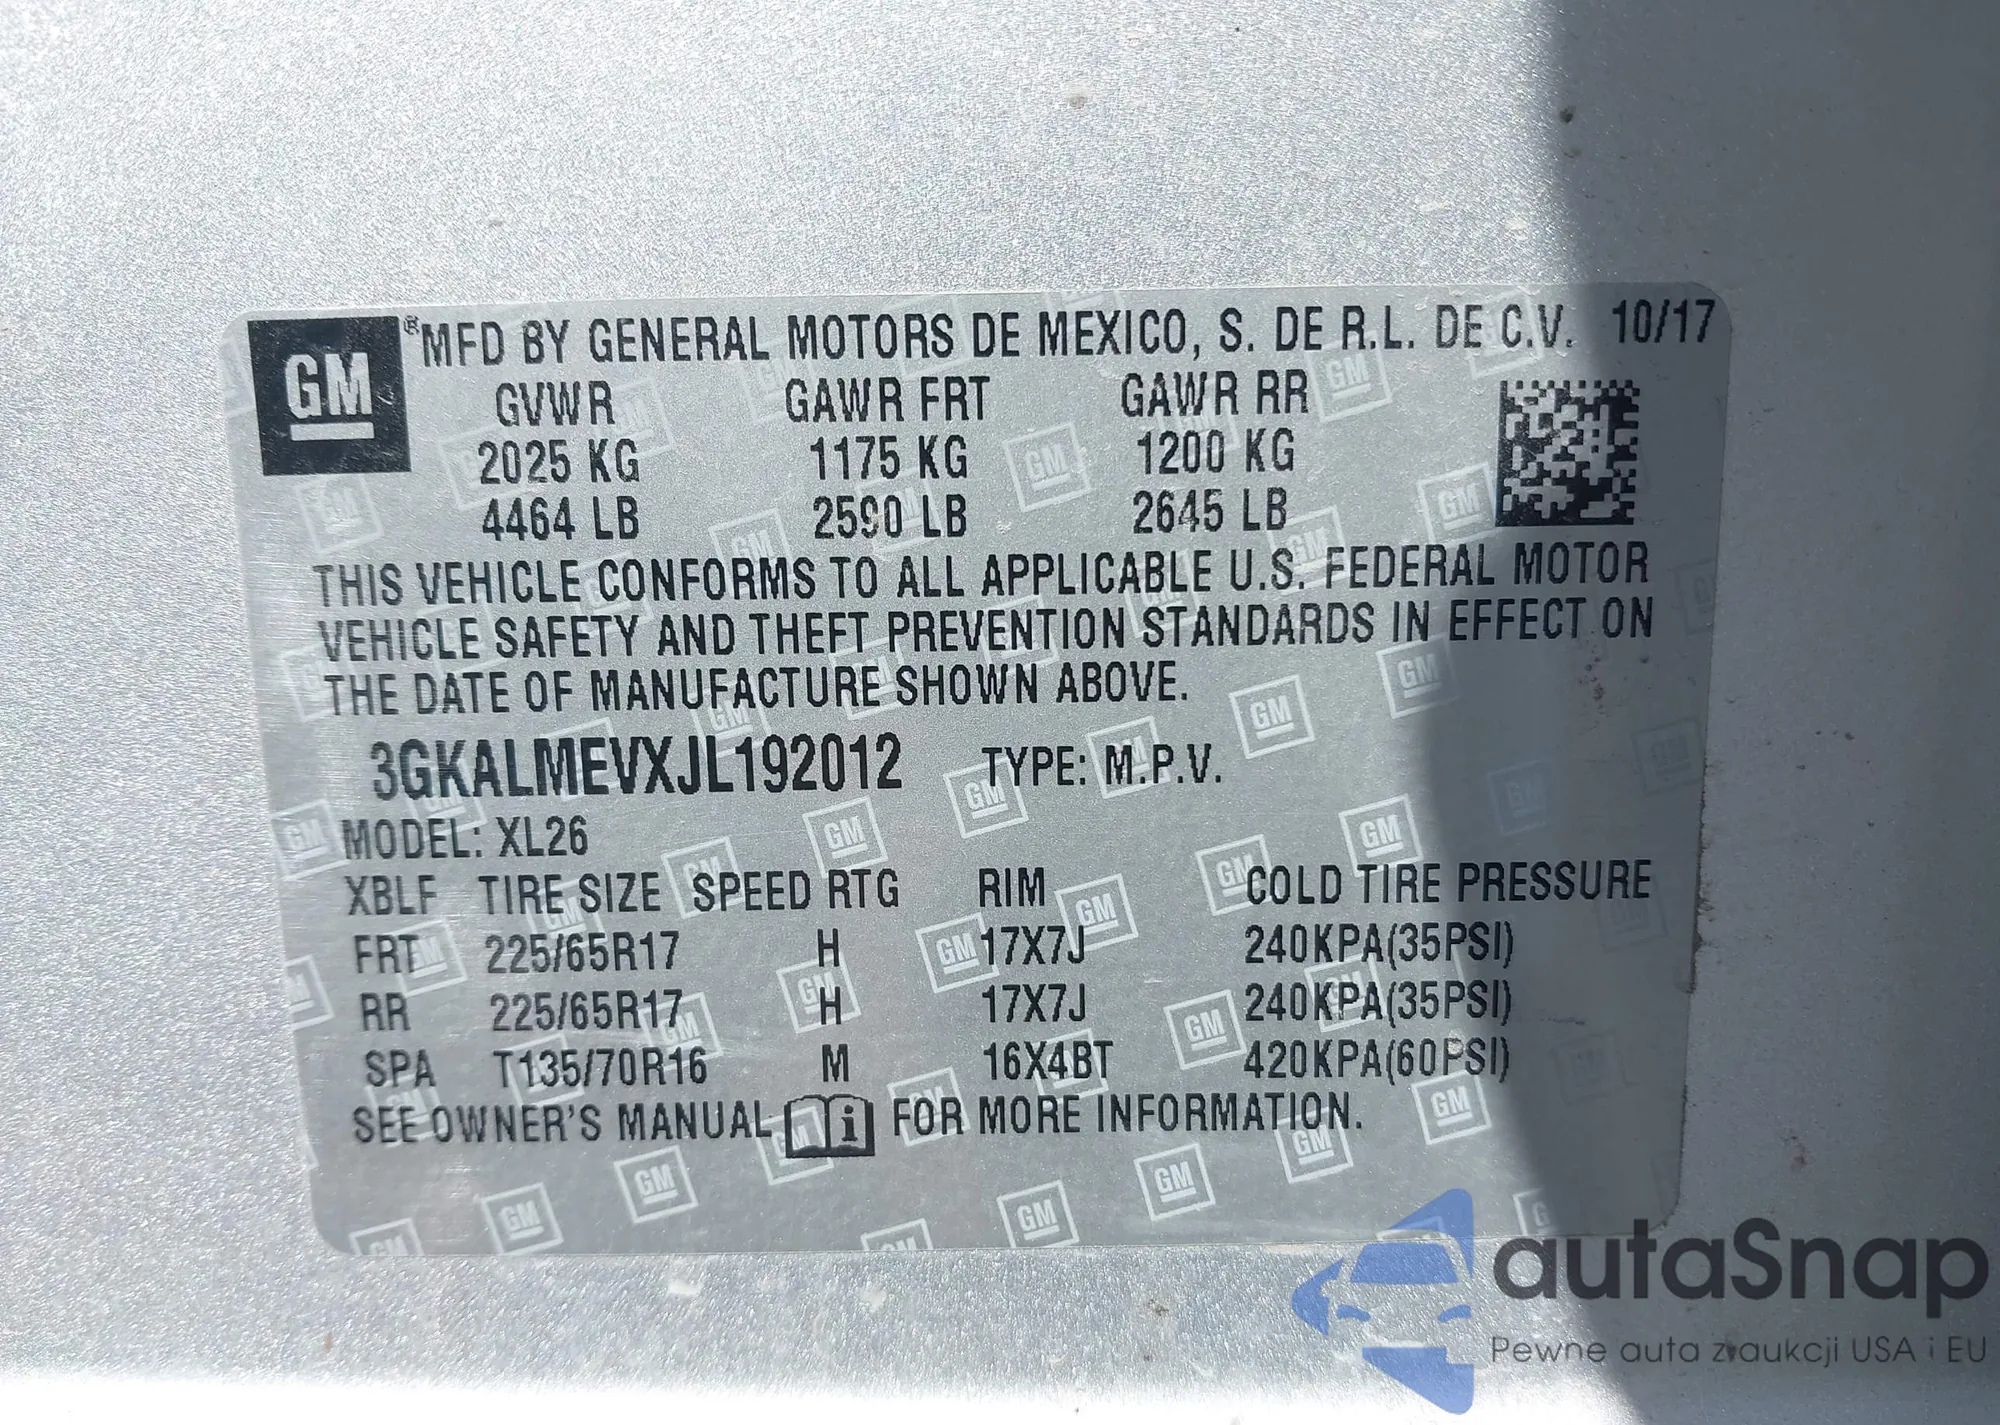 GM ® MFD BY GENERAL MOTORS DE MEXICO, S. DE R.L. DE C.V. 10/17
GVWR GAWR FRT GAWR RR
2025 KG 1175 KG 1200 KG
4464 LB 2590 LB 2645 LB
THIS VEHICLE CONFORMS TO ALL APPLICABLE U.S. FEDERAL MOTOR
VEHICLE SAFETY AND THEFT PREVENTION STANDARDS IN EFFECT ON
THE DATE OF MANUFACTURE SHOWN ABOVE.
3GKALMEVXJL192012 TYPE: M.P.V.
MODEL: XL26
XBLF TIRE SIZE SPEED RTG RIM COLD TIRE PRESSURE
FRT 225/65R17 H 17X7J 240KPA(35PSI)
RR 225/65R17 H 17X7J 240KPA(35PSI)
SPA T135/70R16 M 16X4BT 420KPA(60PSI)
SEE OWNER'S MANUAL i FOR MORE INFORMATION.
autaSnap
Pewne auta z aukcji USA i EU